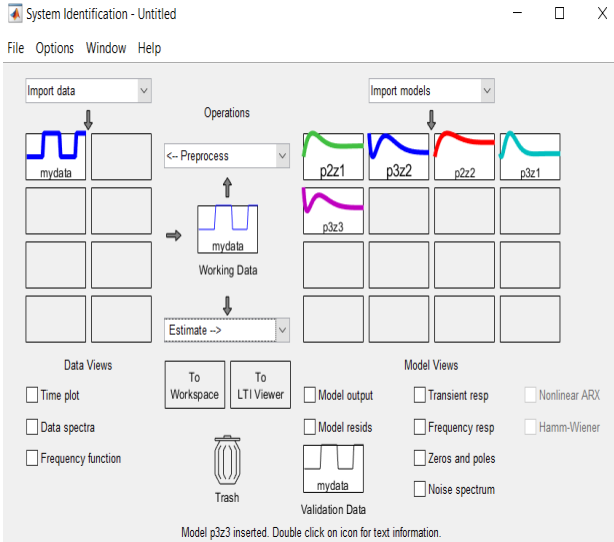 System Identification - Untitled
File Options Window Help
Import data
Import models
Operations
<-- Preprocess
mydata
p2z1
p3z2
p2z2
p3z1
p3z3
mydata
Working Data
Estimate -->
Data Views
Model Views
To
Workspace
To
LTI Viewer
Time plot
Data spectra
Frequency function
Model output
Model resids
Transient resp
Frequency resp
Zeros and poles
Noise spectrum
Nonlinear ARX
Hamm-Wiener
Trash
mydata
Validation Data
Model p3z3 inserted. Double click on icon for text information.